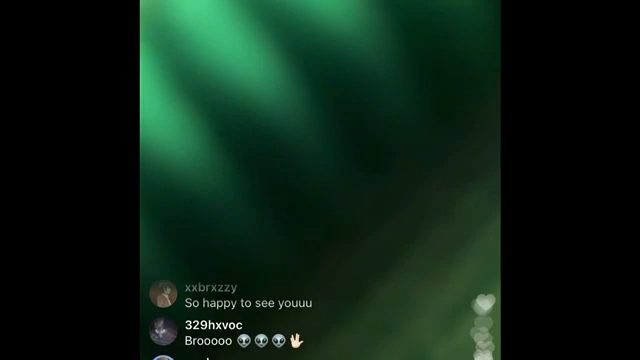 xxbrxzzy
So happy to see youuu
329hxvoc
Brooooo 👽👽👽🖖🏻